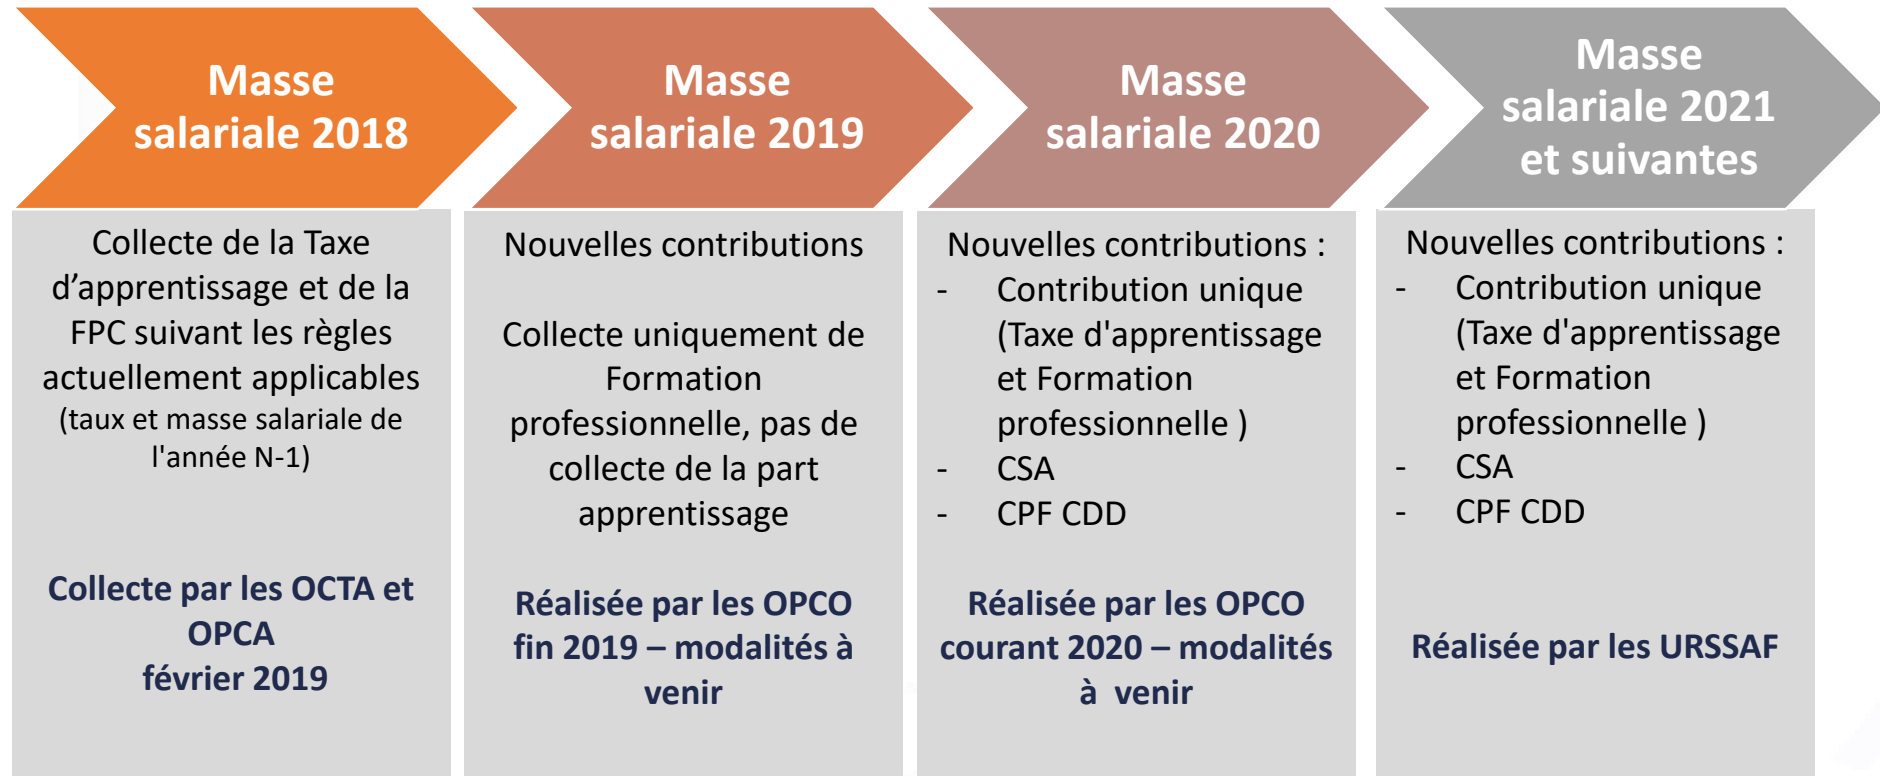 Masse
salariale 2018
Collecte de la Taxe
d’apprentissage et de la
FPC suivant les règles
actuellement applicables
(taux et masse salariale de
l'année N-1)
Collecte par les OCTA et
OPCA
février 2019
Masse
salariale 2019
Nouvelles contributions
Collecte uniquement de
Formation
professionnelle, pas de
collecte de la part
apprentissage
Réalisée par les OPCO
fin 2019 – modalités à
venir
Masse
salariale 2020
Nouvelles contributions :
- Contribution unique
(Taxe d'apprentissage
et Formation
professionnelle )
- CSA
- CPF CDD
Réalisée par les OPCO
courant 2020 – modalités
à venir
Masse
salariale 2021
et suivantes
Nouvelles contributions :
- Contribution unique
(Taxe d'apprentissage
et Formation
professionnelle )
- CSA
- CPF CDD
Réalisée par les URSSAF